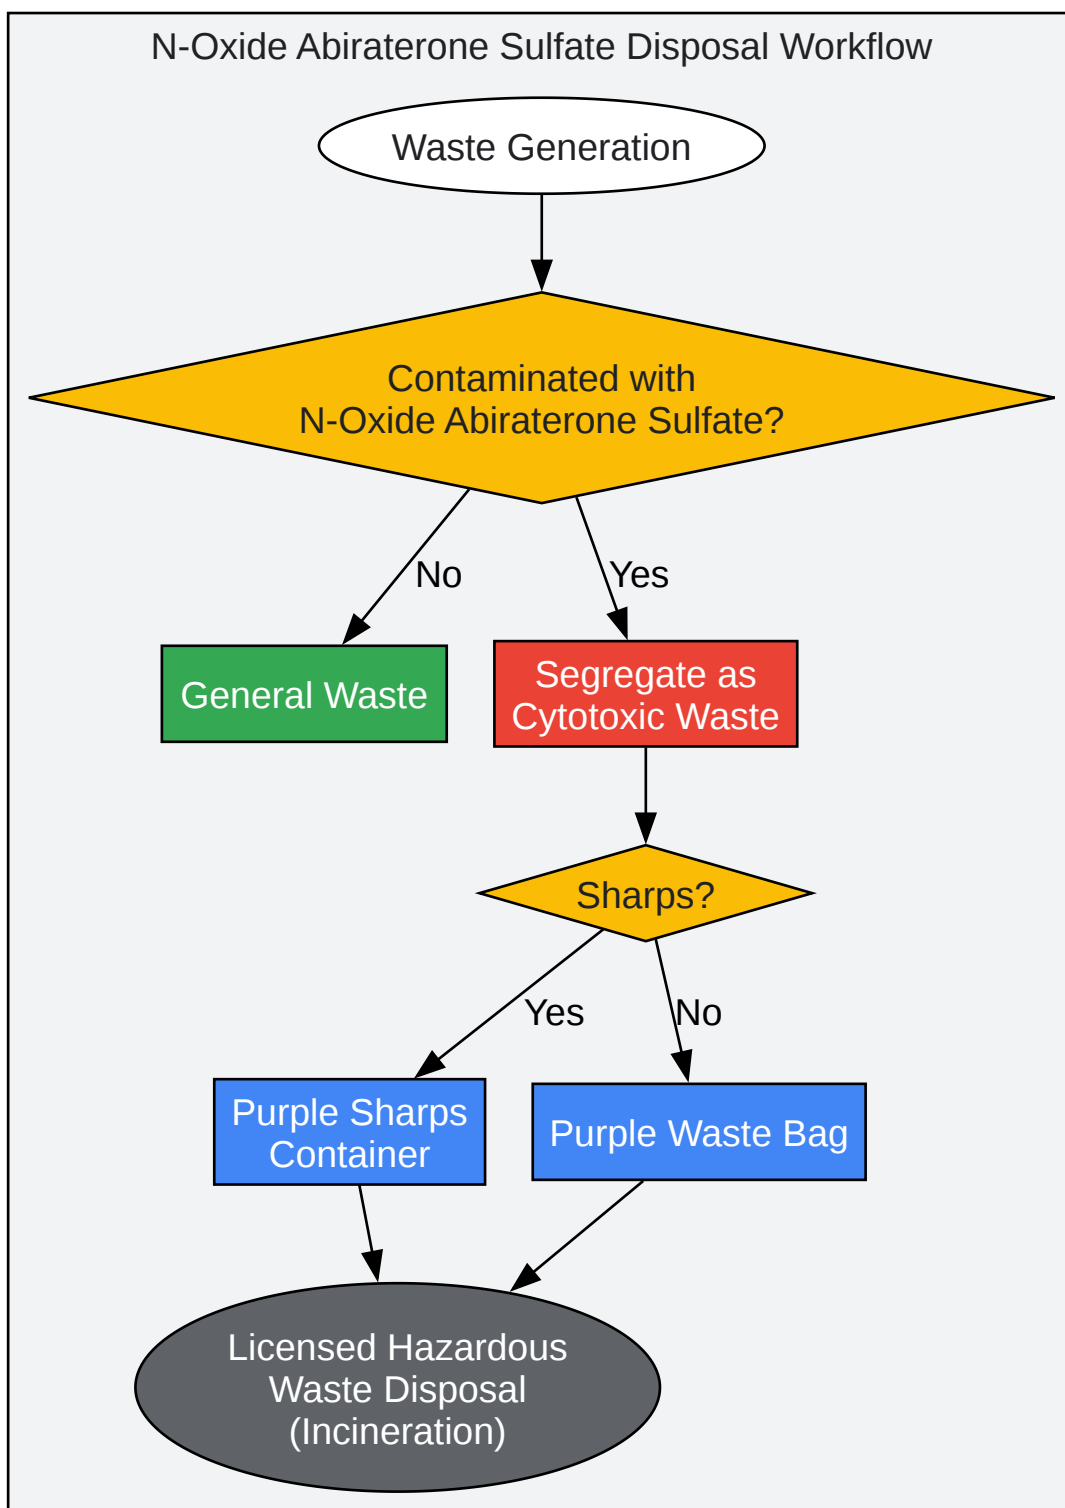 N-Oxide Abiraterone Sulfate Disposal Workflow
Waste Generation
Contaminated with
N-Oxide Abiraterone Sulfate?
No
Yes
General Waste
Segregate as
Cytotoxic Waste
Sharps?
Yes
No
Purple Sharps
Container
Purple Waste Bag
Licensed Hazardous
Waste Disposal
(Incineration)